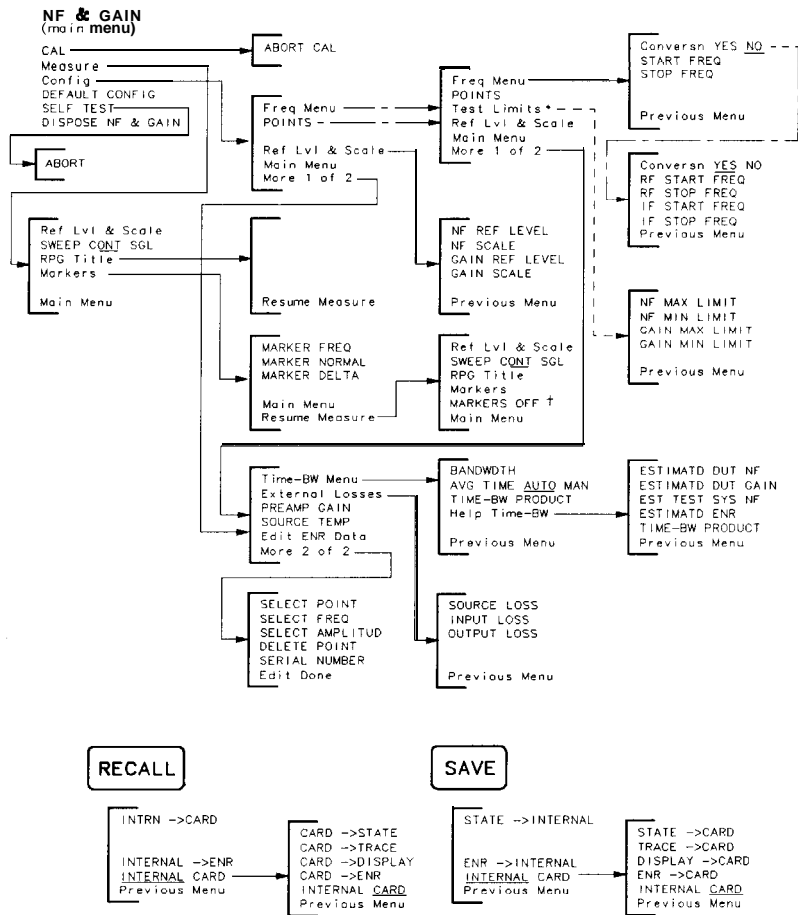 NF & GAIN
(main menu)
CAL
Measure
Config
DEFAULT CONFIG
SELF TEST
DISPOSE NF & GAIN
ABORT CAL
ABORT
Freq Menu
POINTS
Ref Lvl & Scale
Main Menu
More 1 of 2
Freq Menu
POINTS
Test Limits*
Ref Lvl & Scale
Main Menu
More 1 of 2
Conversn YES NO
START FREQ
STOP FREQ
Previous Menu
Conversn YES NO
RF START FREQ
RF STOP FREQ
IF START FREQ
IF STOP FREQ
Previous Menu
Ref Lvl & Scale
SWEEP CONT SGL
RPG Title
Markers
Main Menu
Resume Measure
NF REF LEVEL
NF SCALE
GAIN REF LEVEL
GAIN SCALE
Previous Menu
NF MAX LIMIT
NF MIN LIMIT
GAIN MAX LIMIT
GAIN MIN LIMIT
Previous Menu
MARKER FREQ
MARKER NORMAL
MARKER DELTA
Main Menu
Resume Measure
Ref Lvl & Scale
SWEEP CONT SGL
RPG Title
Markers
MARKERS OFF †
Main Menu
Time-BW Menu
External Losses
PREAMP GAIN
SOURCE TEMP
Edit ENR Data
More 2 of 2
BANDWDTH
AVG TIME AUTO MAN
TIME-BW PRODUCT
Help Time-BW
Previous Menu
ESTIMATD DUT NF
ESTIMATD DUT GAIN
EST TEST SYS NF
ESTIMATD ENR
TIME-BW PRODUCT
Previous Menu
SELECT POINT
SELECT FREQ
SELECT AMPLITUD
DELETE POINT
SERIAL NUMBER
Edit Done
SOURCE LOSS
INPUT LOSS
OUTPUT LOSS
Previous Menu
RECALL
INTRN ->CARD
INTERNAL ->ENR
INTERNAL CARD
Previous Menu
CARD ->STATE
CARD ->TRACE
CARD ->DISPLAY
CARD ->ENR
INTERNAL CARD
Previous Menu
SAVE
STATE ->INTERNAL
ENR ->INTERNAL
INTERNAL CARD
Previous Menu
STATE ->CARD
TRACE ->CARD
DISPLAY ->CARD
ENR ->CARD
INTERNAL CARD
Previous Menu